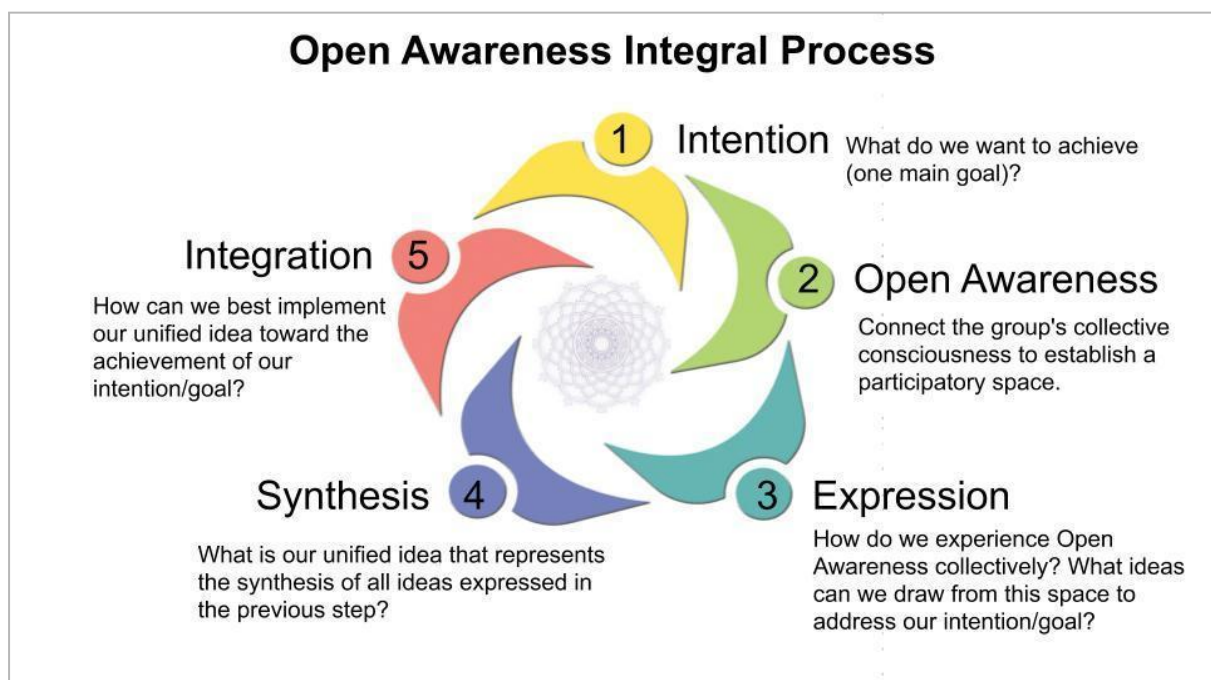 Open Awareness Integral Process
1
Intention
What do we want to achieve
(one main goal)?
2
Open Awareness
Connect the group's collective
consciousness to establish a
participatory space.
3
Expression
How do we experience Open
Awareness collectively? What ideas
can we draw from this space to
address our intention/goal?
4
Synthesis
What is our unified idea that represents
the synthesis of all ideas expressed in
the previous step?
5
Integration
How can we best implement
our unified idea toward the
achievement of our
intention/goal?